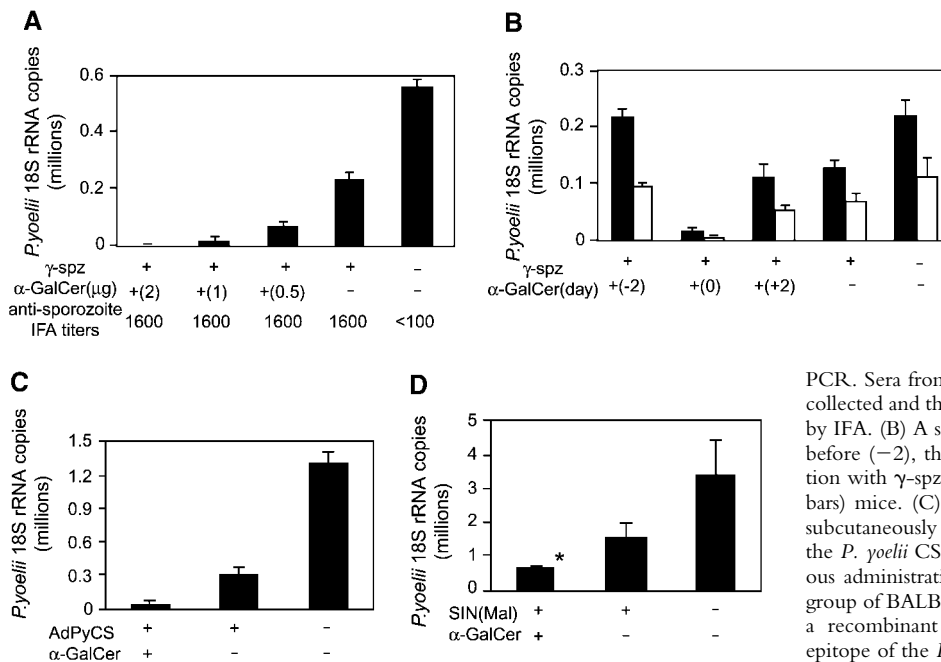 A
P.yoelii 18S rRNA copies
(millions)
0.6
0.4
0.2
0
γ-spz + + + + –
α-GalCer(μg) +(2) +(1) +(0.5) – –
anti-sporozoite
IFA titers 1600 1600 1600 1600 <100
B
P.yoelii 18S rRNA copies
(millions)
0.3
0.2
0.1
0
γ-spz + + + + –
α-GalCer(day) +(-2) +(0) +(+2) – –
C
P.yoelii 18S rRNA copies
(millions)
1.5
1.2
0.9
0.6
0.3
0
AdPyCS + + –
α-GalCer + – –
D
P.yoelii 18S rRNA copies
(millions)
5
4
3
2
1
0
*
SIN(Mal) + + –
α-GalCer + – –
PCR. Sera from
collected and th
by IFA. (B) A s
before (−2), th
tion with γ-spz
bars) mice. (C)
subcutaneously
the P. yoelii CS
ous administrati
group of BALB
a recombinant
epitope of the